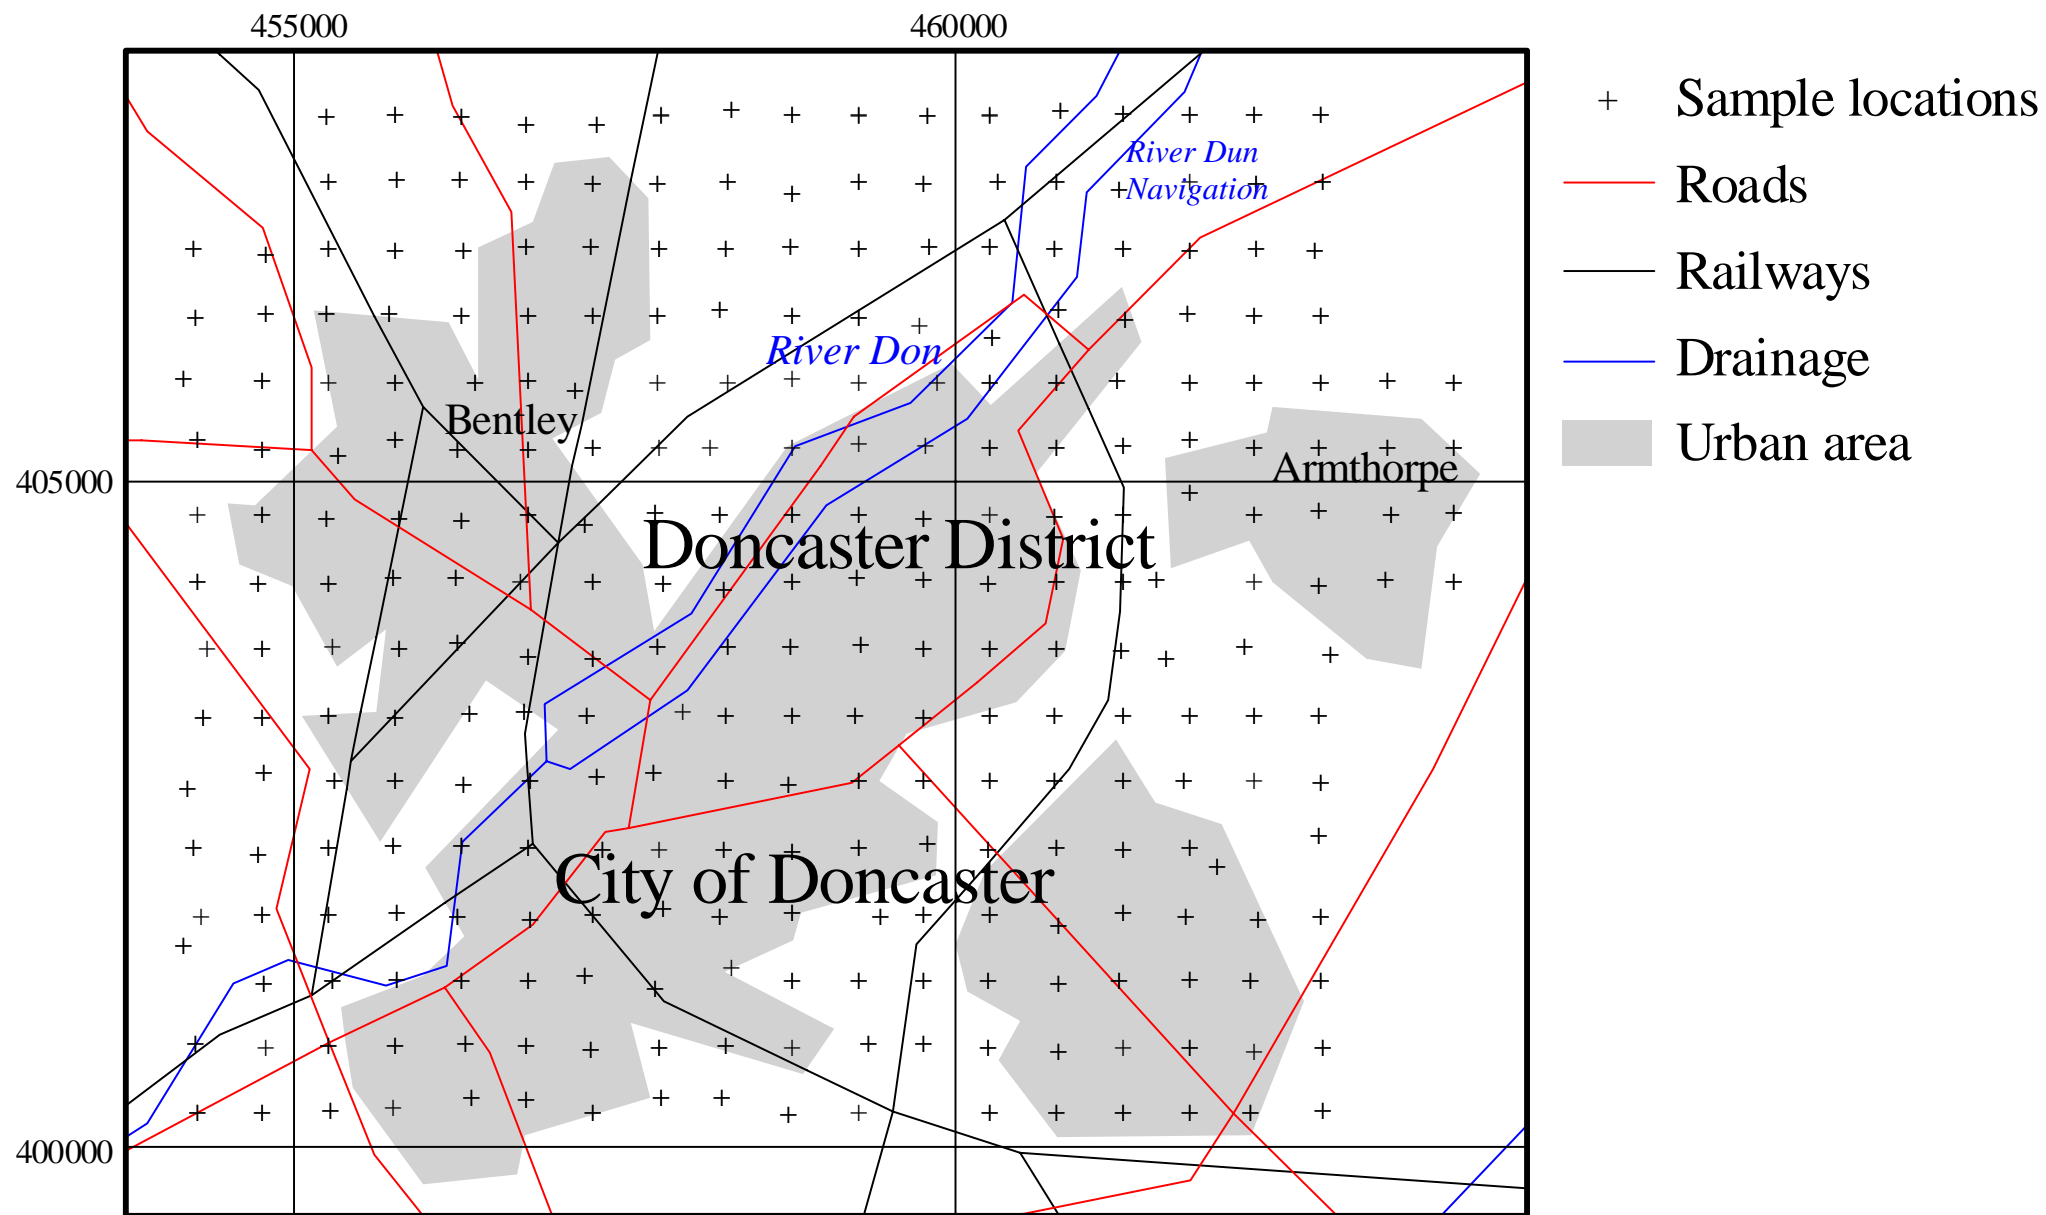 455000
460000
Sample locations
River Dun
Navigation
Roads
Railways
River Don
Drainage
Bentley
Urban area
Armthorpe
405000
Doncaster District
City of Doncaster
400000